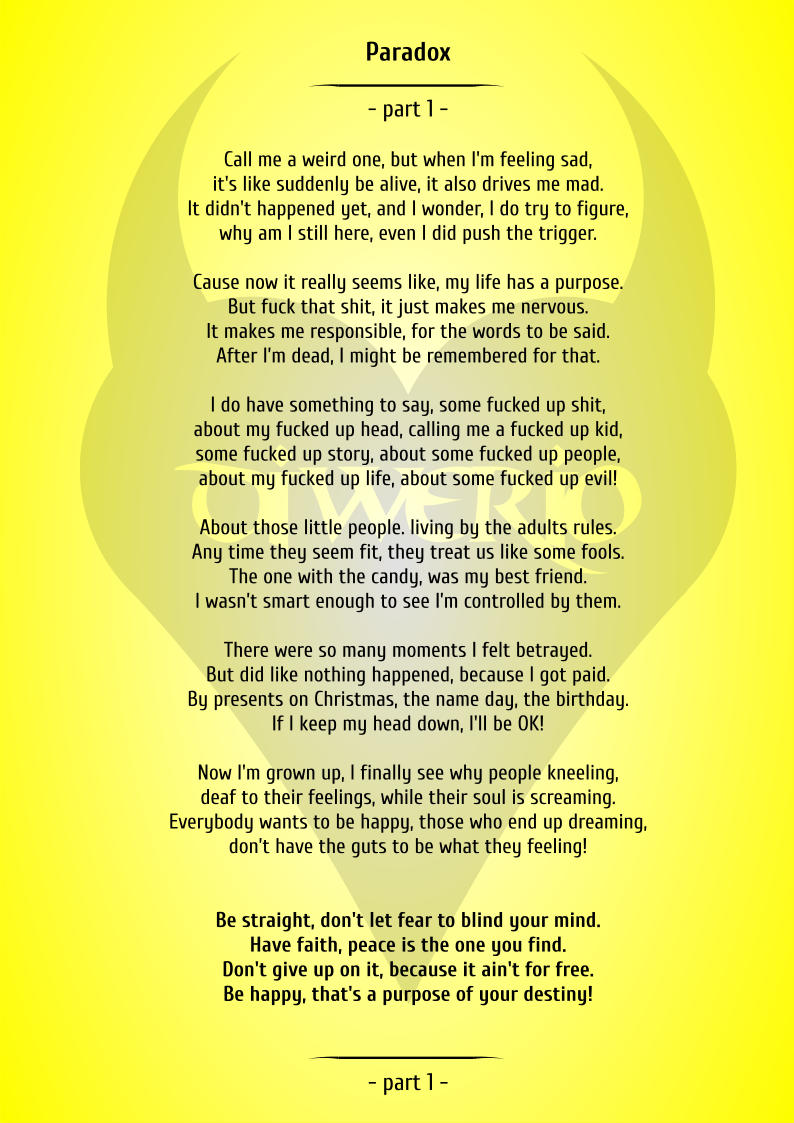 Paradox
- part 1 -
Call me a weird one, but when I'm feeling sad,
it's like suddenly be alive, it also drives me mad.
It didn't happened yet, and I wonder, I do try to figure,
why am I still here, even I did push the trigger.
Cause now it really seems like, my life has a purpose.
But fuck that shit, it just makes me nervous.
It makes me responsible, for the words to be said.
After I'm dead, I might be remembered for that.
I do have something to say, some fucked up shit,
about my fucked up head, calling me a fucked up kid,
some fucked up story, about some fucked up people,
about my fucked up life, about some fucked up evil!
About those little people. living by the adults rules.
Any time they seem fit, they treat us like some fools.
The one with the candy, was my best friend.
I wasn't smart enough to see I'm controlled by them.
There were so many moments I felt betrayed.
But did like nothing happened, because I got paid.
By presents on Christmas, the name day, the birthday.
If I keep my head down, I'll be OK!
Now I'm grown up, I finally see why people kneeling,
deaf to their feelings, while their soul is screaming.
Everybody wants to be happy, those who end up dreaming,
don't have the guts to be what they feeling!
Be straight, don't let fear to blind your mind.
Have faith, peace is the one you find.
Don't give up on it, because it ain't for free.
Be happy, that's a purpose of your destiny!
- part 1 -